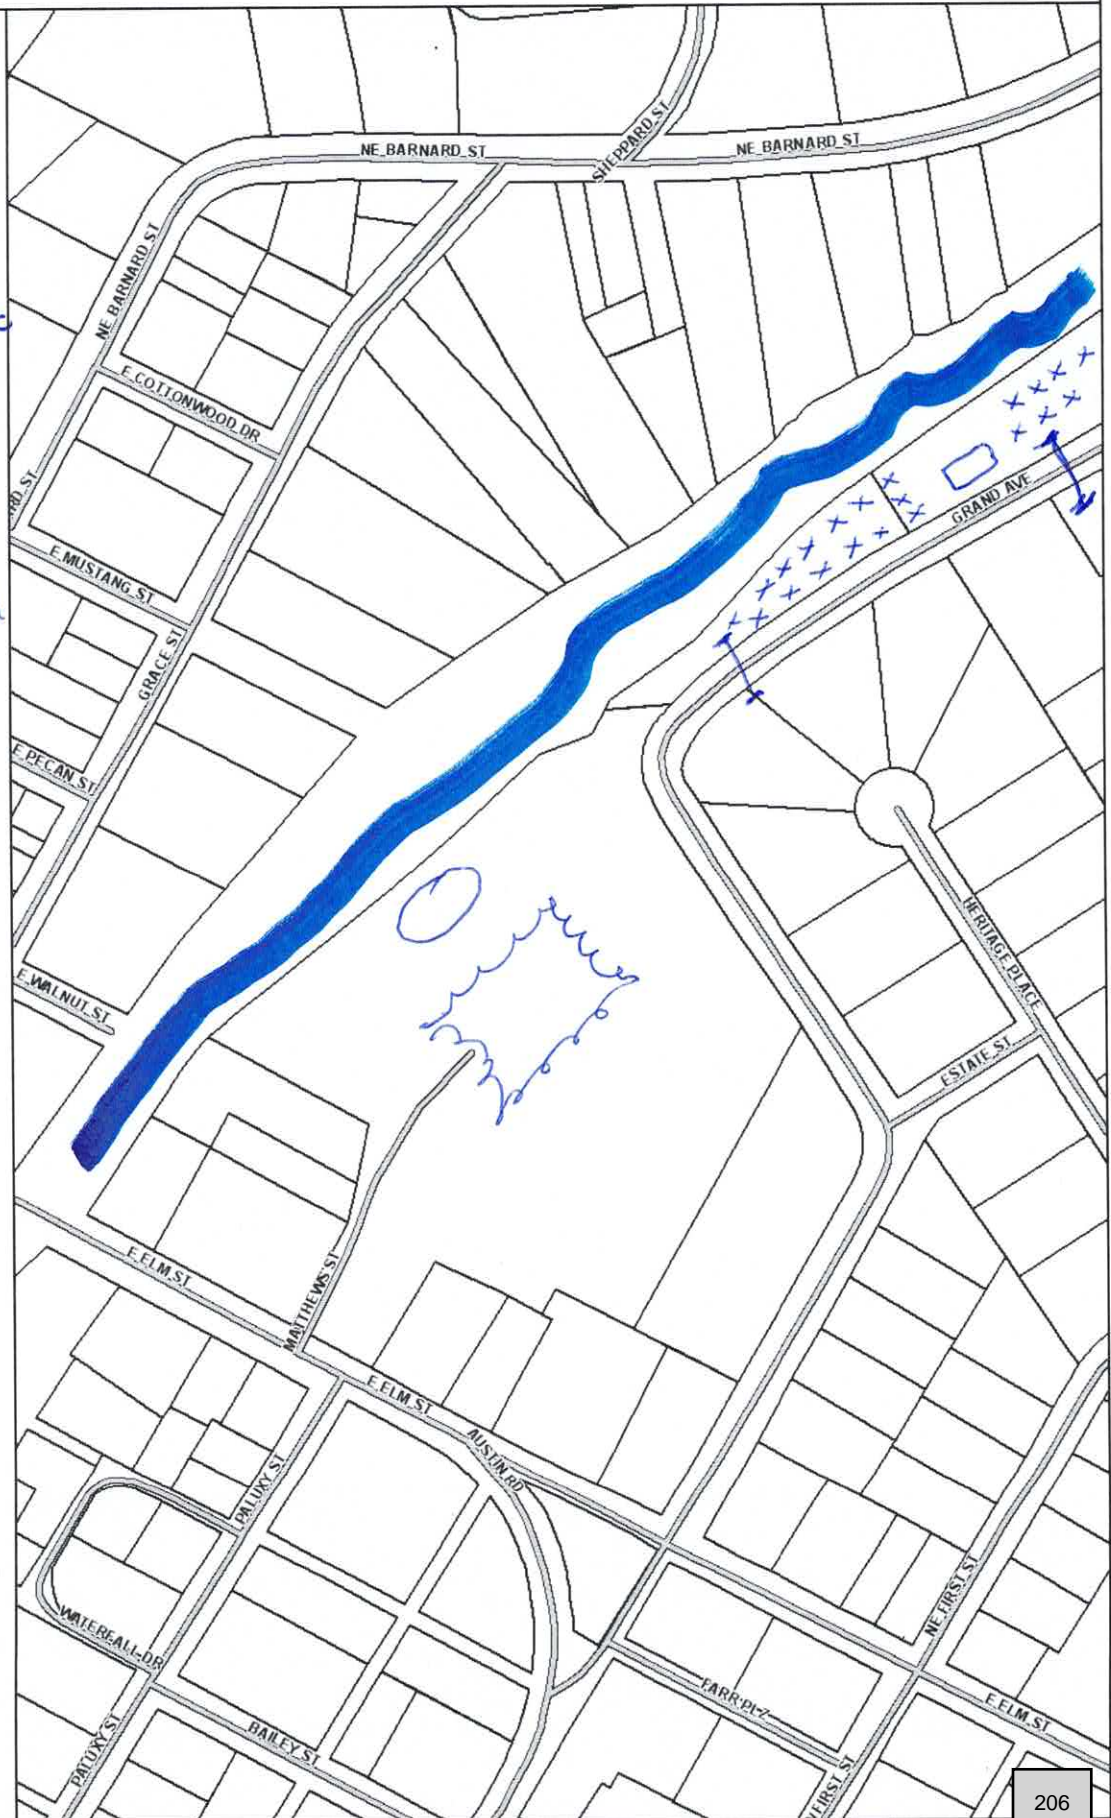 NE BARNARD ST
SHEPPARD ST
NE BARNARD ST
NE BARNARD ST
E COTTONWOOD DR
RD ST
GRAND AVE
E MUSTANG ST
GRACE ST
E PECAN ST
HERITAGE PLACE
E WALNUT ST
ESTATE ST
E ELM ST
MATTHEWS ST
E ELM ST
AUSTIN RD
PALUXY ST
NE FIRST ST
WATERFALL DR
FARR PLZ
E ELM ST
BAILEY ST
PALUXY ST
FIRST ST
206